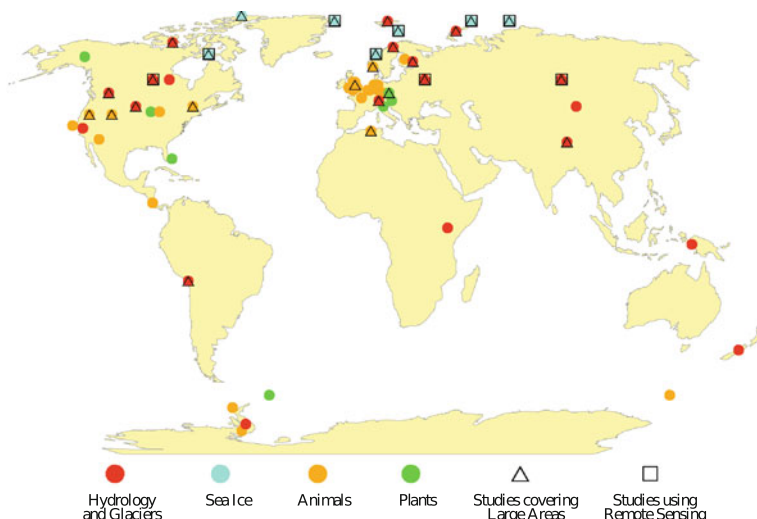 Hydrology
and Glaciers
Sea Ice
Animals
Plants
Studies covering
Large Areas
Studies using
Remote Sensing